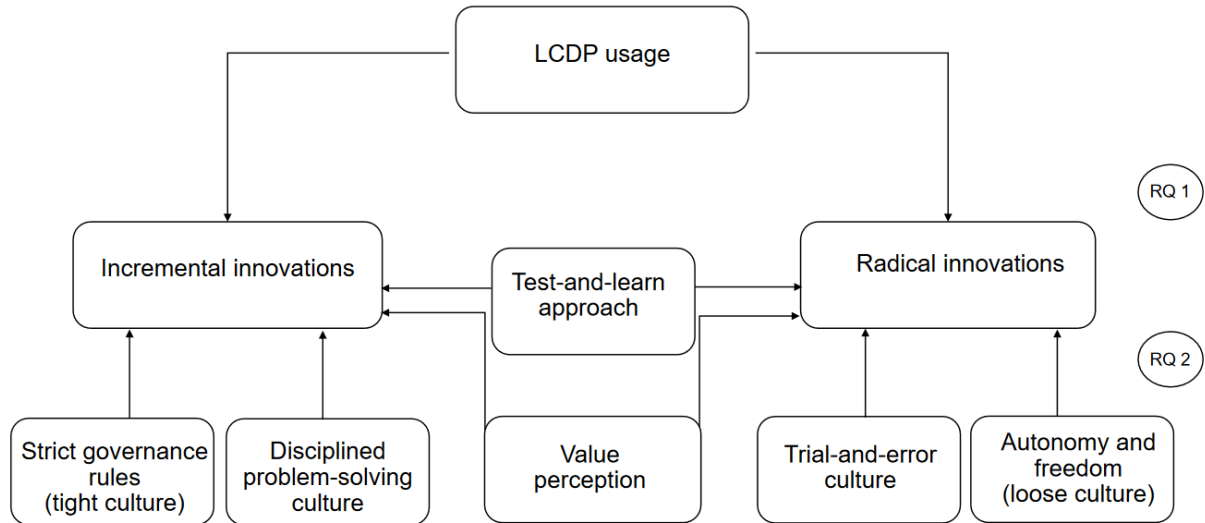 LCDP usage
RQ 1
Incremental innovations
Test-and-learn
approach
Radical innovations
RQ 2
Strict governance
rules
(tight culture)
Disciplined
problem-solving
culture
Value
perception
Trial-and-error
culture
Autonomy and
freedom
(loose culture)